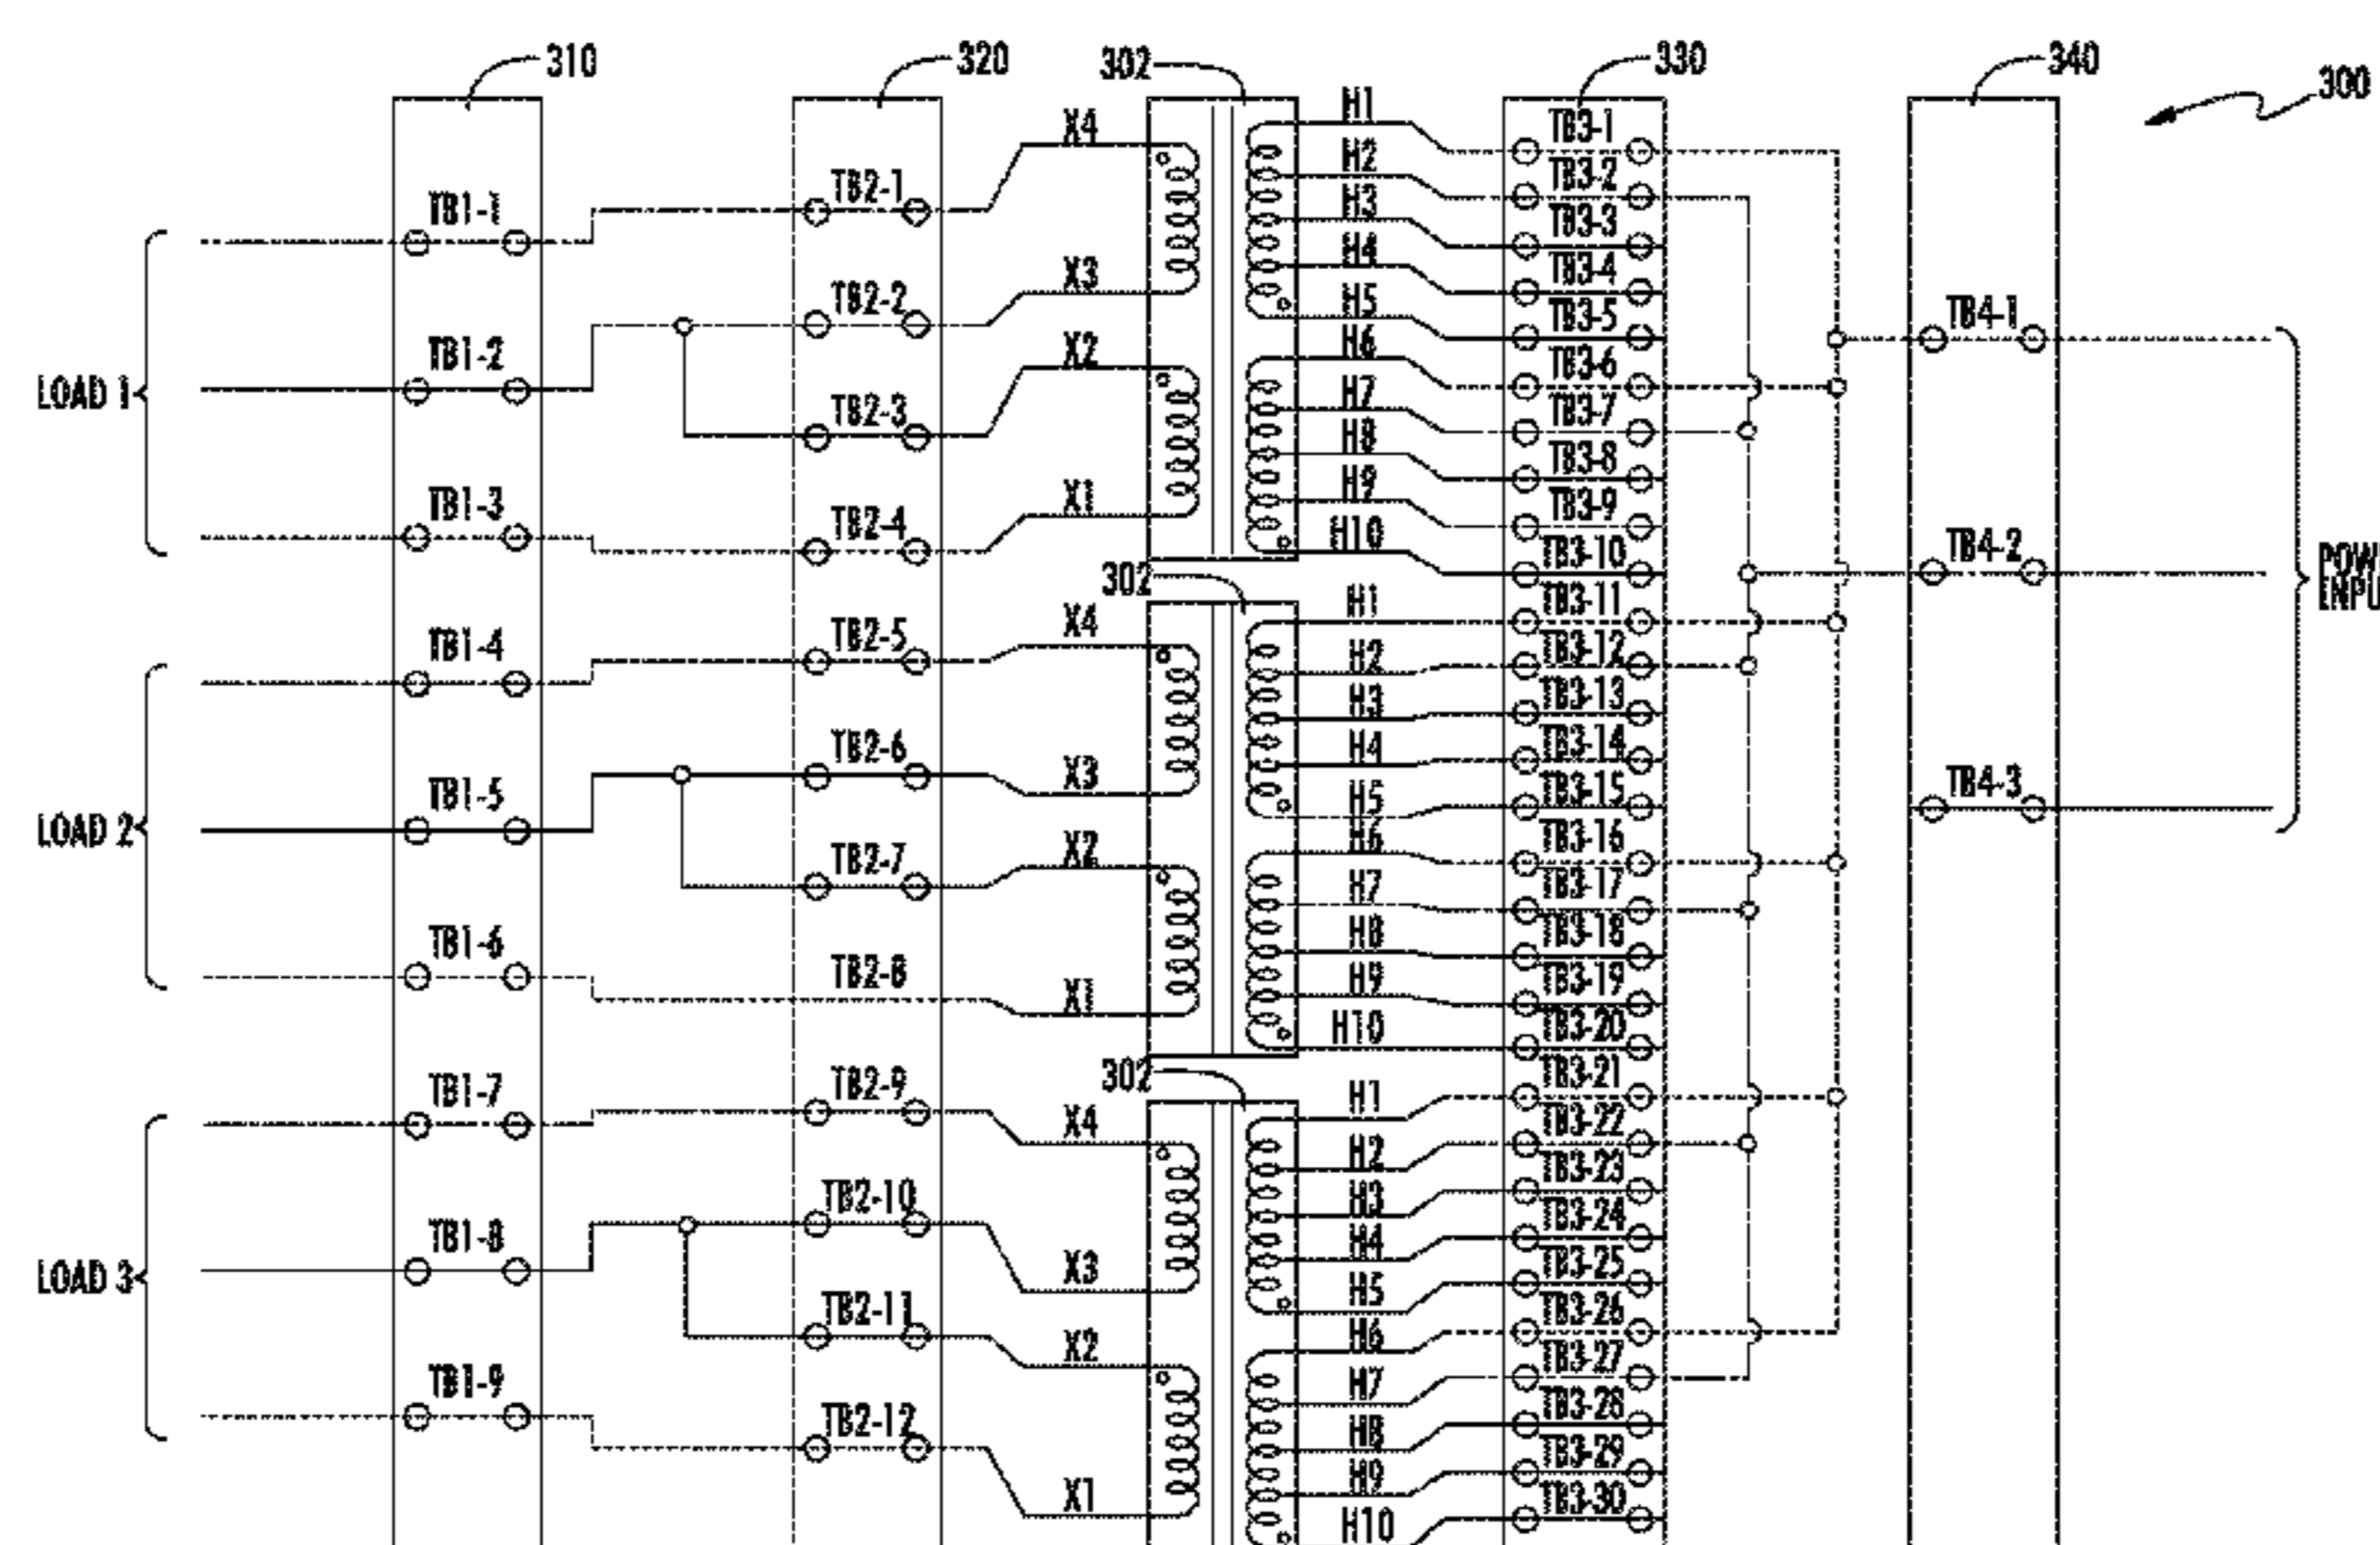 310
320
302
330
340
300
TB1-1
TB1-2
TB1-3
TB1-4
TB1-5
TB1-6
TB1-7
TB1-8
TB1-9
LOAD 1
LOAD 2
LOAD 3
TB2-1
TB2-2
TB2-3
TB2-4
TB2-5
TB2-6
TB2-7
TB2-8
TB2-9
TB2-10
TB2-11
TB2-12
X4
X3
X2
X1
302
X4
X3
X2
X1
302
X4
X3
X2
X1
H1
H2
H3
H4
H5
H6
H7
H8
H9
H10
H1
H2
H3
H4
H5
H6
H7
H8
H9
H10
H1
H2
H3
H4
H5
H6
H7
H8
H9
H10
TB3-1
TB3-2
TB3-3
TB3-4
TB3-5
TB3-6
TB3-7
TB3-8
TB3-9
TB3-10
TB3-11
TB3-12
TB3-13
TB3-14
TB3-15
TB3-16
TB3-17
TB3-18
TB3-19
TB3-20
TB3-21
TB3-22
TB3-23
TB3-24
TB3-25
TB3-26
TB3-27
TB3-28
TB3-29
TB3-30
TB4-1
TB4-2
TB4-3